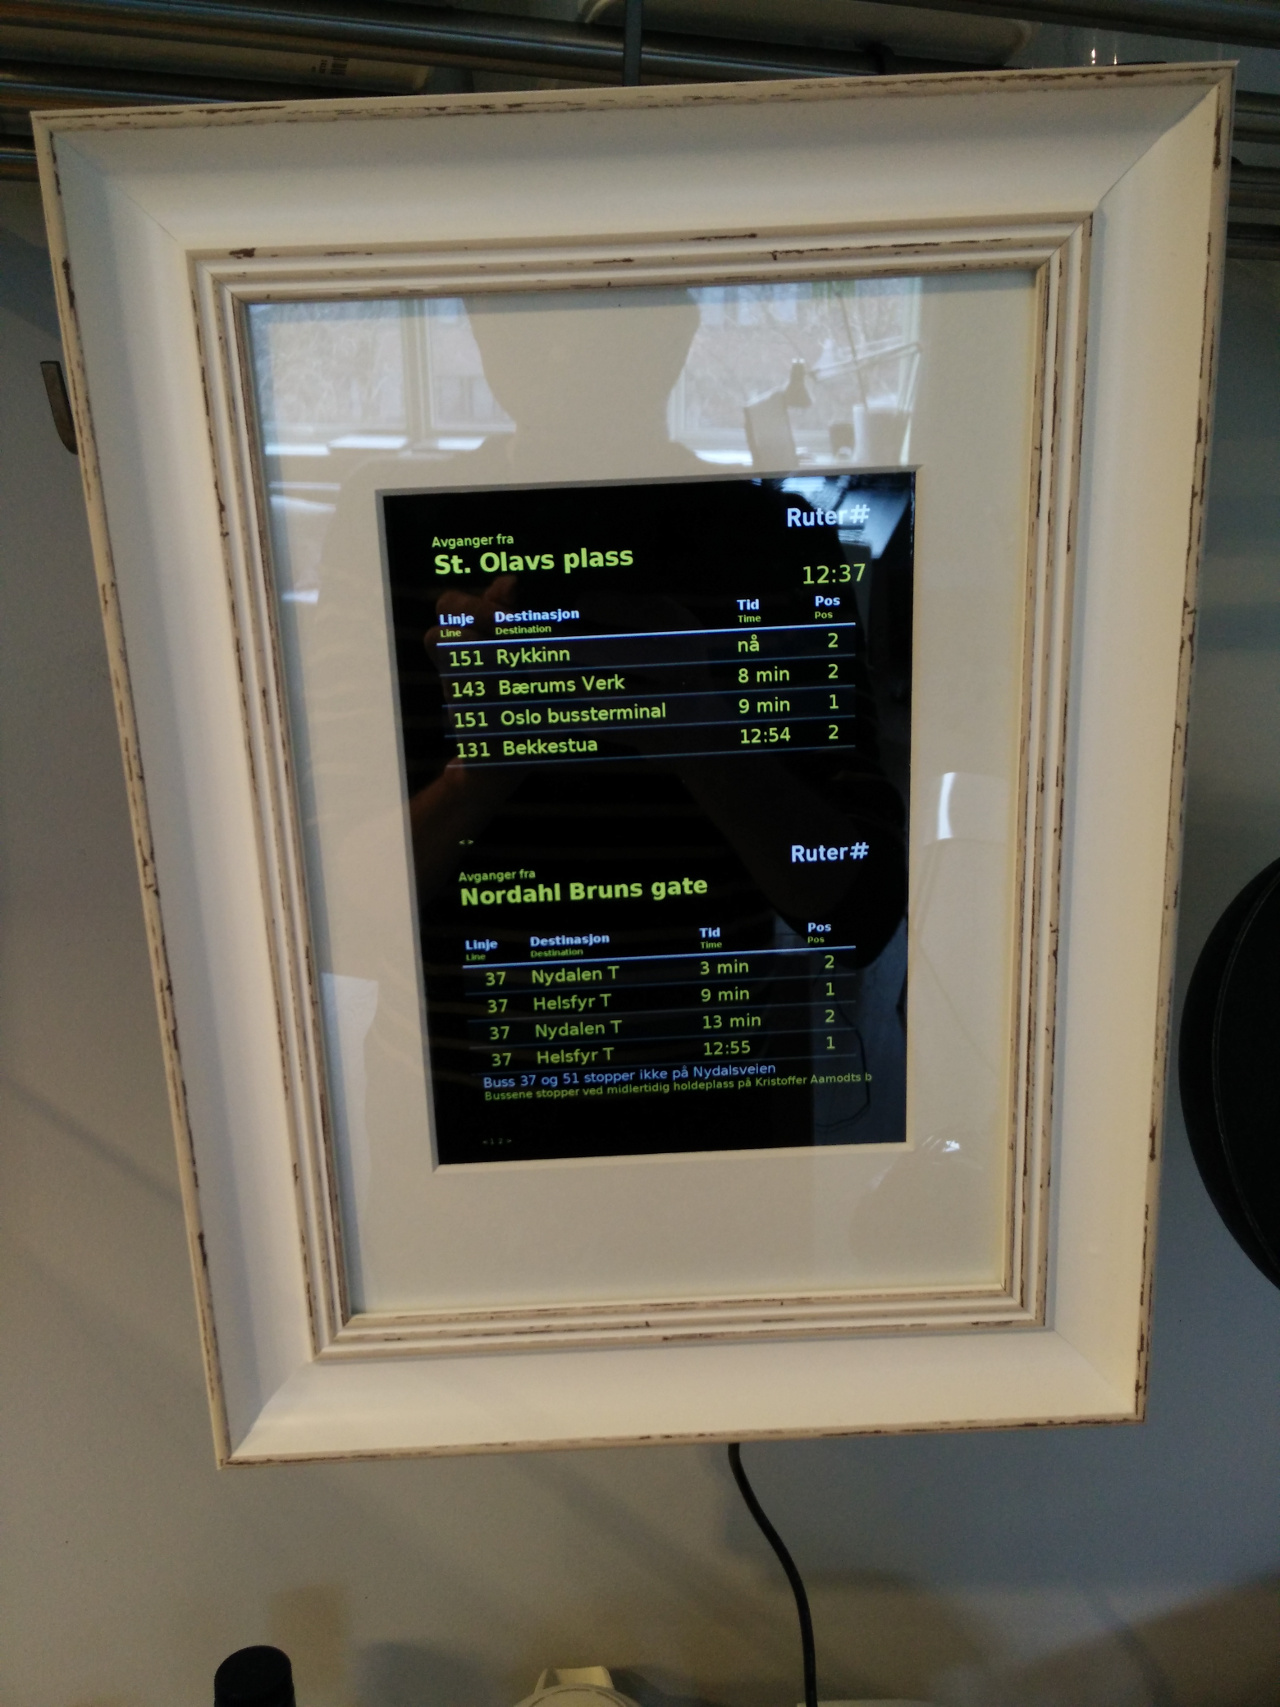 Ruter#
Avganger fra
St. Olavs plass
12:37
Linje Destinasjon Tid Pos
Line Destination Time Pos
151 Rykkinn nå 2
143 Bærums Verk 8 min 2
151 Oslo bussterminal 9 min 1
131 Bekkestua 12:54 2
< >
Ruter#
Avganger fra
Nordahl Bruns gate
Linje Destinasjon Tid Pos
Line Destination Time Pos
37 Nydalen T 3 min 2
37 Helsfyr T 9 min 1
37 Nydalen T 13 min 2
37 Helsfyr T 12:55 1
Buss 37 og 51 stopper ikke på Nydalsveien
Bussene stopper ved midlertidig holdeplass på Kristoffer Aamodts b
< 1 2 >